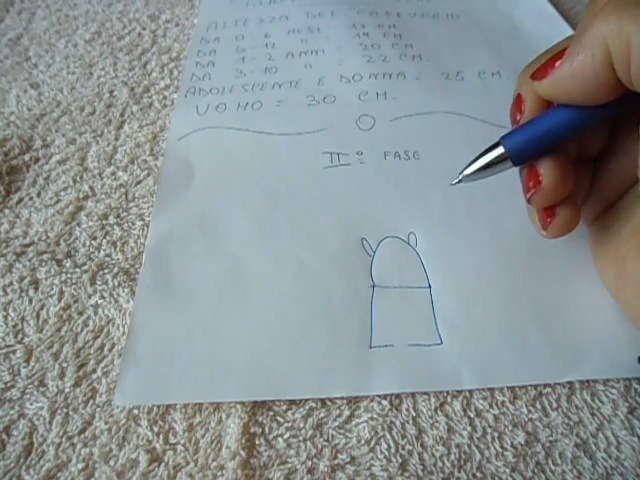 ALTEZZA DEL
DA 0-6 MESI: 17 CM
DA 6-12 " : 19 CM
DA 1-2 ANNI = 20 CM
DA 3-10 " : 22 CM.
ADOLESCENTE E DONNA = 25 CM.
UOMO = 30 CM.
II° FASE